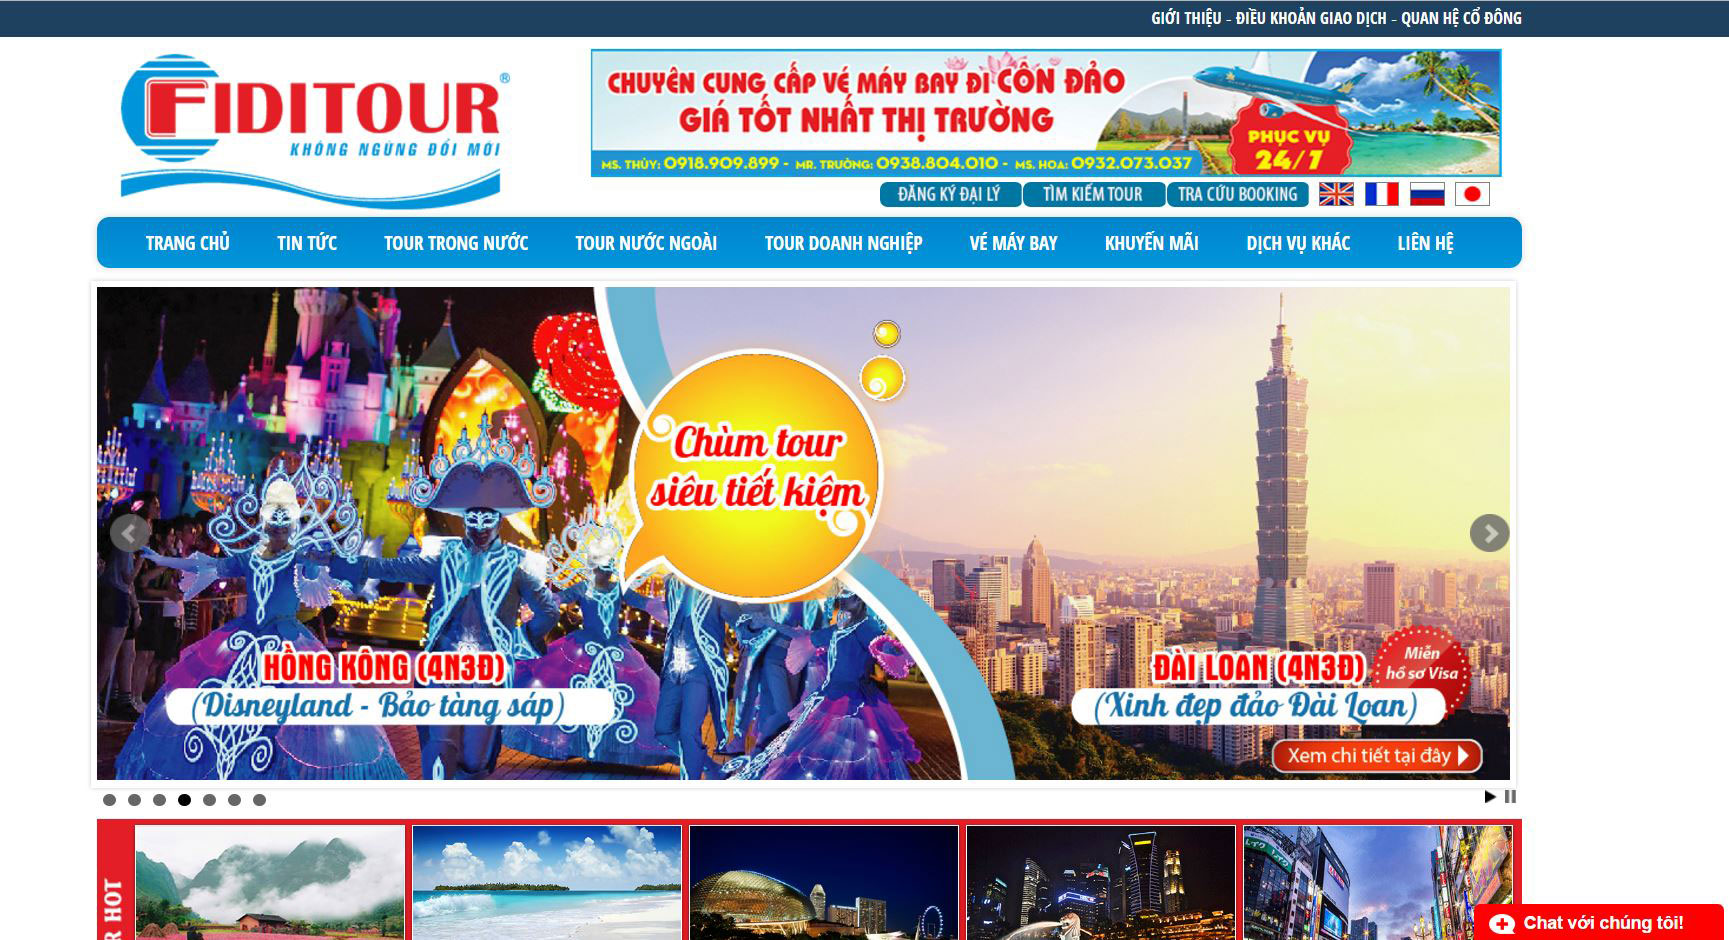 GIỚI THIỆU - ĐIỀU KHOẢN GIAO DỊCH - QUAN HỆ CỔ ĐÔNG
FIDITOUR®
KHÔNG NGỪNG ĐỔI MỚI
CHUYÊN CUNG CẤP VÉ MÁY BAY ĐI CÔN ĐẢO
GIÁ TỐT NHẤT THỊ TRƯỜNG
PHỤC VỤ
24/7
MS. THỦY: 0918.909.899 - MR. TRƯỜNG: 0938.804.010 - MS. HOA: 0932.073.037
ĐĂNG KÝ ĐẠI LÝ TÌM KIẾM TOUR TRA CỨU BOOKING
TRANG CHỦ TIN TỨC TOUR TRONG NƯỚC TOUR NƯỚC NGOÀI TOUR DOANH NGHIỆP VÉ MÁY BAY KHUYẾN MÃI DỊCH VỤ KHÁC LIÊN HỆ
Chùm tour
siêu tiết kiệm
HỒNG KÔNG (4N3Đ)
(Disneyland - Bảo tàng sáp)
ĐÀI LOAN (4N3Đ)
(Xinh đẹp đảo Đài Loan)
Miễn
hồ sơ Visa
Xem chi tiết tại đây
R HOT
Chat với chúng tôi!